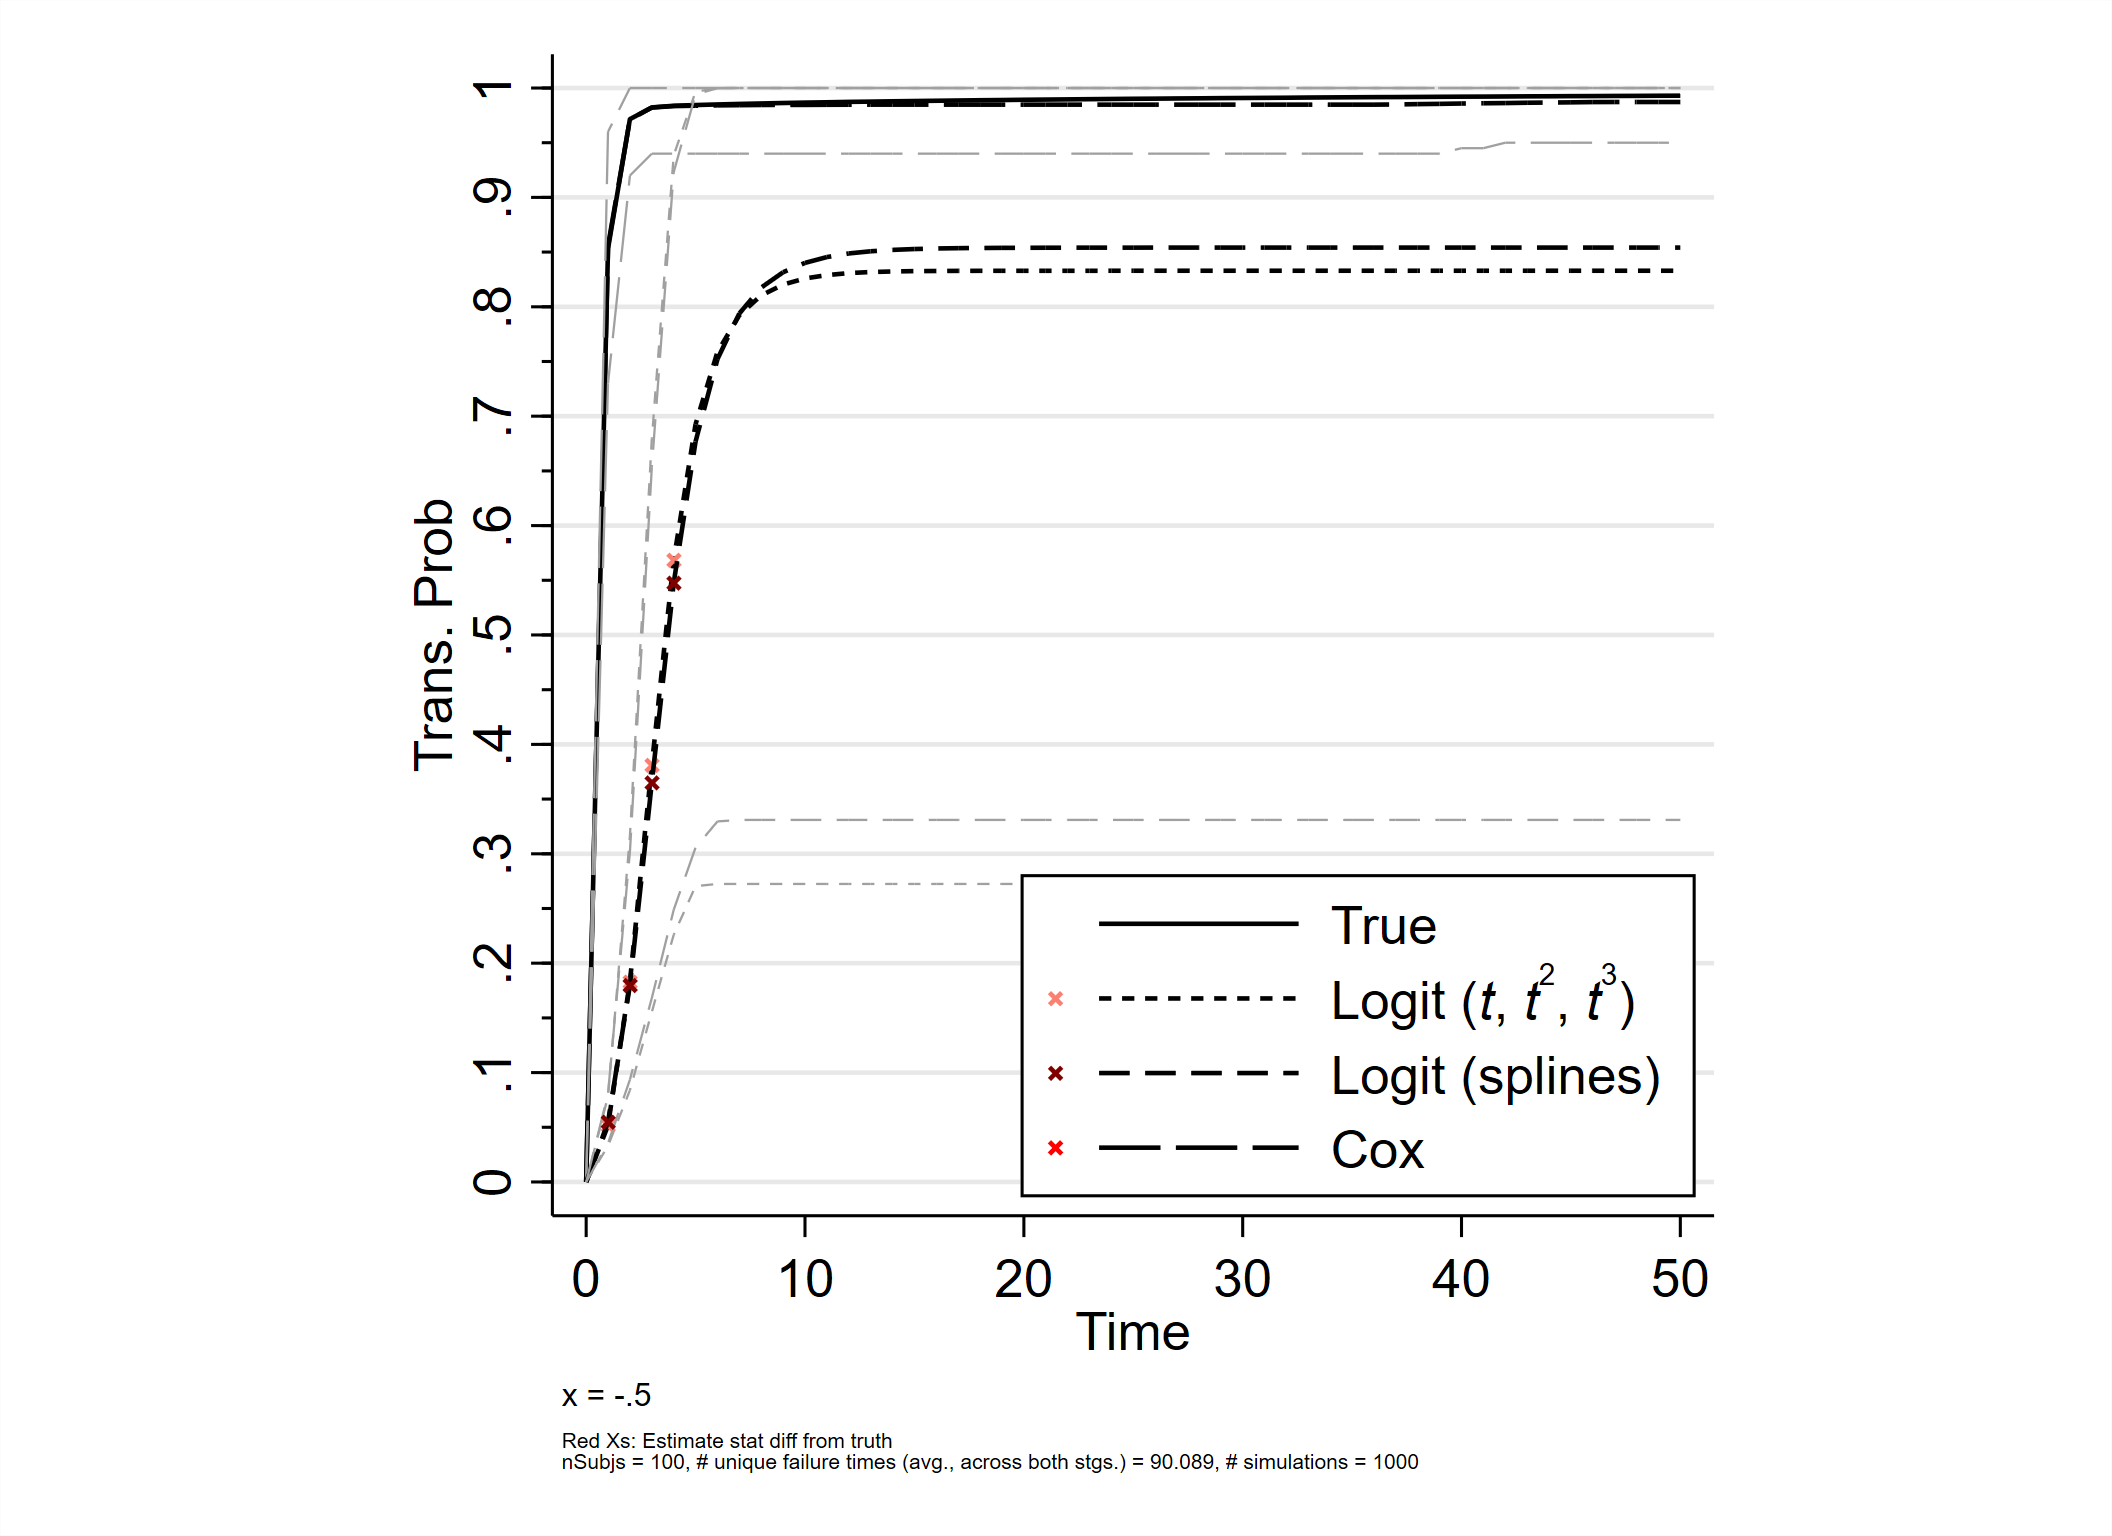 1
.9
.8
.7
.6
.5
.4
.3
.2
.1
0
Trans. Prob
True
Logit (t, t², t³)
Logit (splines)
Cox
0 10 20 30 40 50
Time
x = -.5
Red Xs: Estimate stat diff from truth
nSubjs = 100, # unique failure times (avg., across both stgs.) = 90.089, # simulations = 1000